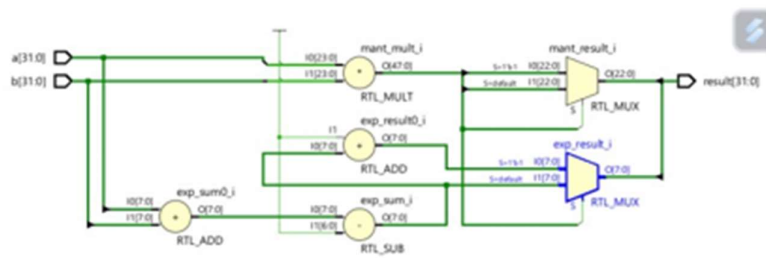 a[31:0]
b[31:0]
mant_mult_i
I0[23:0]
I1[23:0]
O[47:0]
RTL_MULT
mant_result_i
S=1'b1
I0[22:0]
S=default
I1[22:0]
O[22:0]
S
RTL_MUX
result[31:0]
exp_result0_i
I1
I0[7:0]
O[7:0]
RTL_ADD
exp_result_i
S=1'b1
I0[7:0]
S=default
I1[7:0]
O[7:0]
S
RTL_MUX
exp_sum0_i
I0[7:0]
I1[7:0]
O[7:0]
RTL_ADD
exp_sum_i
I0[7:0]
I1[6:0]
O[7:0]
RTL_SUB